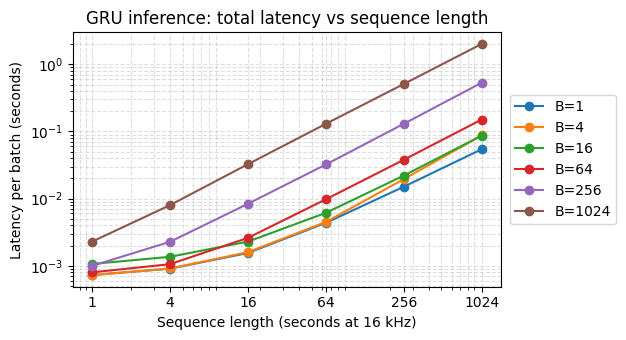 GRU inference: total latency vs sequence length
Latency per batch (seconds)
10⁰
10⁻¹
10⁻²
10⁻³
1 4 16 64 256 1024
Sequence length (seconds at 16 kHz)
B=1
B=4
B=16
B=64
B=256
B=1024